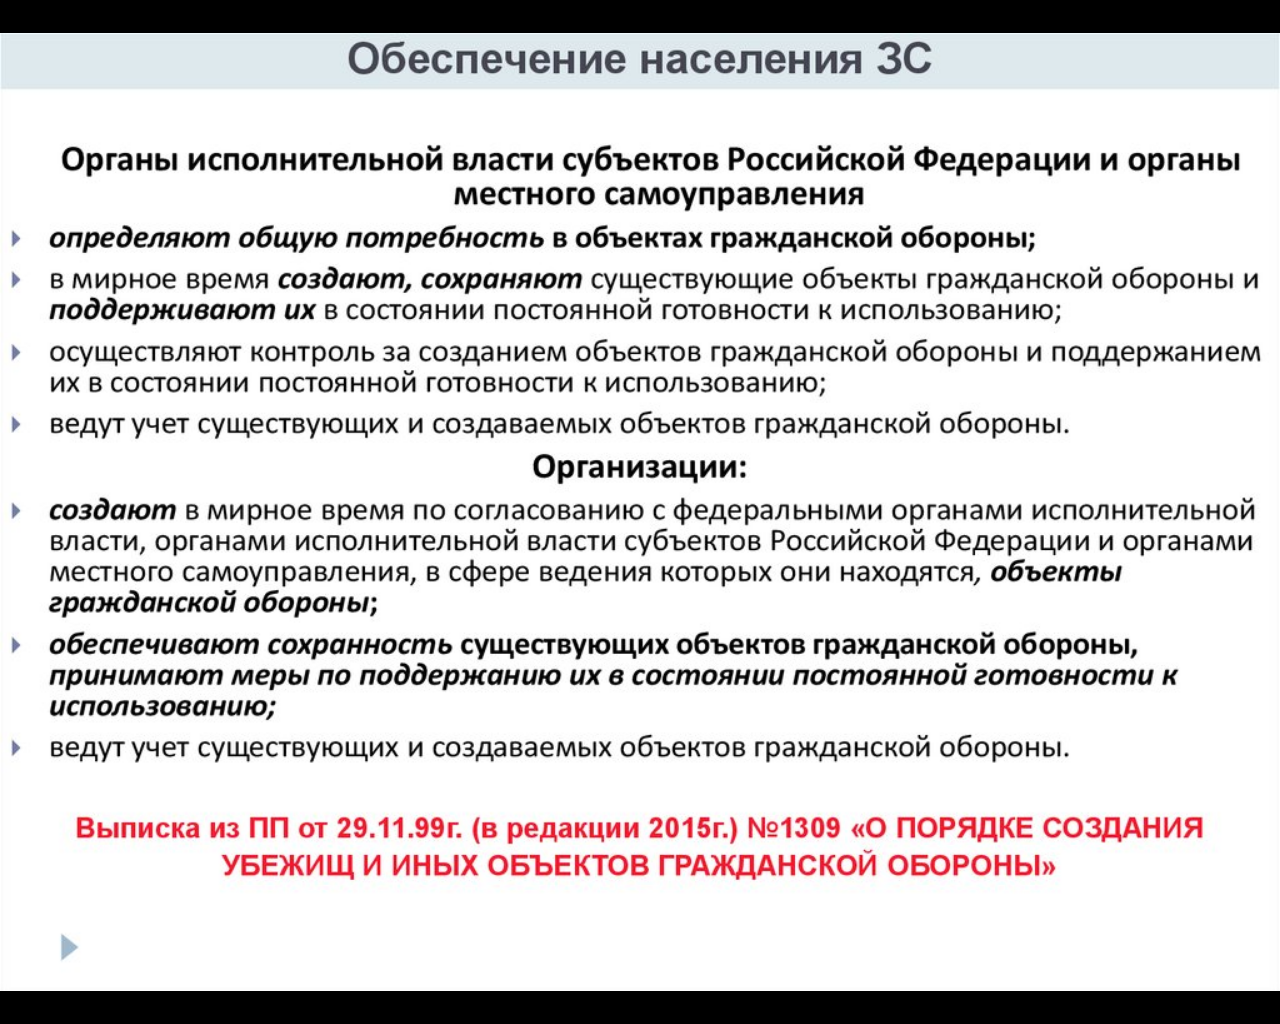 Обеспечение населения ЗС
Органы исполнительной власти субъектов Российской Федерации и органы
местного самоуправления
определяют общую потребность в объектах гражданской обороны;
в мирное время создают, сохраняют существующие объекты гражданской обороны и
поддерживают их в состоянии постоянной готовности к использованию;
осуществляют контроль за созданием объектов гражданской обороны и поддержанием
их в состоянии постоянной готовности к использованию;
ведут учет существующих и создаваемых объектов гражданской обороны.
Организации:
создают в мирное время по согласованию с федеральными органами исполнительной
власти, органами исполнительной власти субъектов Российской Федерации и органами
местного самоуправления, в сфере ведения которых они находятся, объекты
гражданской обороны;
обеспечивают сохранность существующих объектов гражданской обороны,
принимают меры по поддержанию их в состоянии постоянной готовности к
использованию;
ведут учет существующих и создаваемых объектов гражданской обороны.
Выписка из ПП от 29.11.99г. (в редакции 2015г.) №1309 «О ПОРЯДКЕ СОЗДАНИЯ
УБЕЖИЩ И ИНЫХ ОБЪЕКТОВ ГРАЖДАНСКОЙ ОБОРОНЫ»